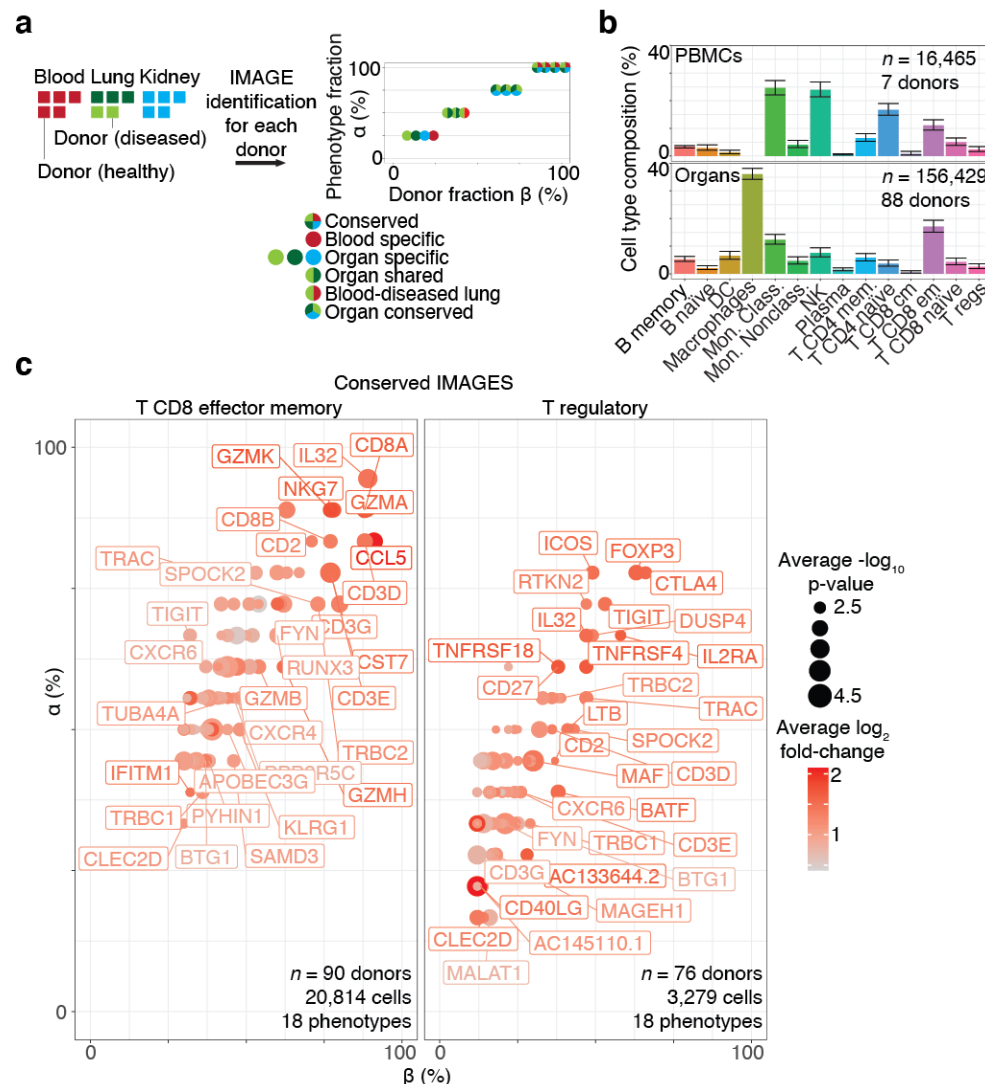 a
Blood Lung Kidney
Donor (diseased)
Donor (healthy)
IMAGE
identification
for each
donor
Phenotype fraction
α (%)
100
0
0
100
Donor fraction β (%)
Conserved
Blood specific
Organ specific
Organ shared
Blood-diseased lung
Organ conserved
b
Cell type composition (%)
40
PBMCs
n = 16,465
7 donors
0
40
Organs
n = 156,429
88 donors
0
B memory
B naïve
DC
Macrophages
Mon. Class.
Mon. Nonclass.
NK
Plasma
T CD4 mem.
T CD4 naïve
T CD8 cm
T CD8 em
T CD8 naïve
T regs
c
Conserved IMAGES
T CD8 effector memory
T regulatory
α (%)
100
0
GZMK
IL32
CD8A
NKG7
GZMA
CD8B
CD2
CCL5
TRAC
SPOCK2
CD3D
TIGIT
FYN
CD3G
CXCR6
RUNX3
CST7
GZMB
CD3E
TUBA4A
CXCR4
TRBC2
IFITM1
APOBEC3G
GZMH
TRBC1
PYHIN1
KLRG1
CLEC2D
BTG1
SAMD3
n = 90 donors
20,814 cells
18 phenotypes
ICOS
FOXP3
RTKN2
CTLA4
IL32
TIGIT
DUSP4
TNFRSF18
TNFRSF4
IL2RA
CD27
TRBC2
TRAC
LTB
CD2
SPOCK2
MAF
CD3D
CXCR6
BATF
FYN
TRBC1
CD3E
CD3G
AC133644.2
BTG1
CD40LG
MAGEH1
CLEC2D
AC145110.1
MALAT1
n = 76 donors
3,279 cells
18 phenotypes
0
100
0
100
β (%)
Average -log10
p-value
2.5
4.5
Average log2
fold-change
2
1